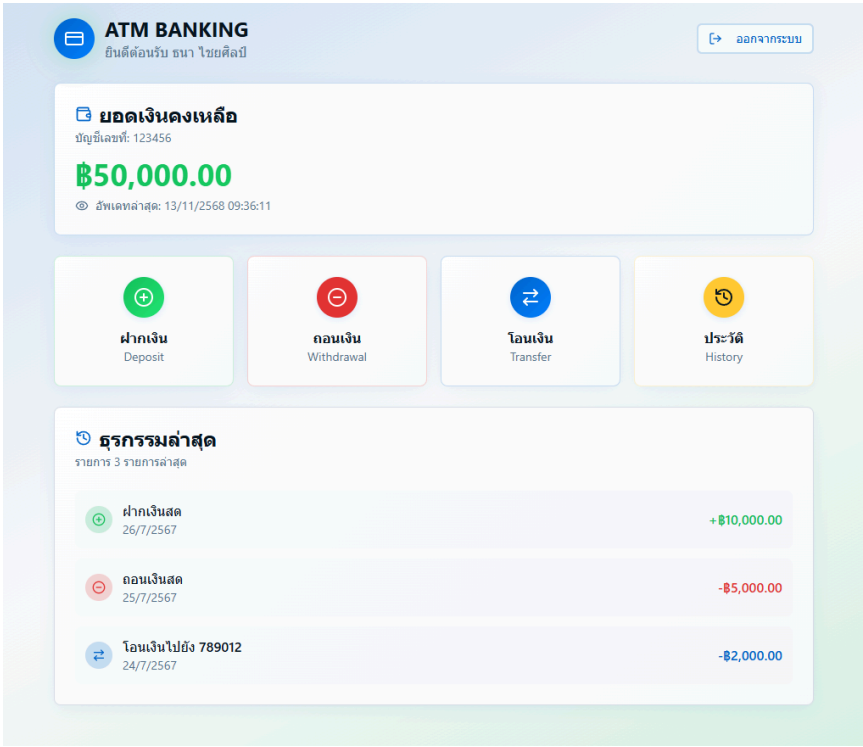 ATM BANKING
ยินดีต้อนรับ ธนา ไชยศิลป์
ออกจากระบบ
ยอดเงินคงเหลือ
บัญชีเลขที่: 123456
฿50,000.00
อัพเดทล่าสุด: 13/11/2568 09:36:11
ฝากเงิน
Deposit
ถอนเงิน
Withdrawal
โอนเงิน
Transfer
ประวัติ
History
ธุรกรรมล่าสุด
รายการ 3 รายการล่าสุด
ฝากเงินสด
26/7/2567
+฿10,000.00
ถอนเงินสด
25/7/2567
-฿5,000.00
โอนเงินไปยัง 789012
24/7/2567
-฿2,000.00